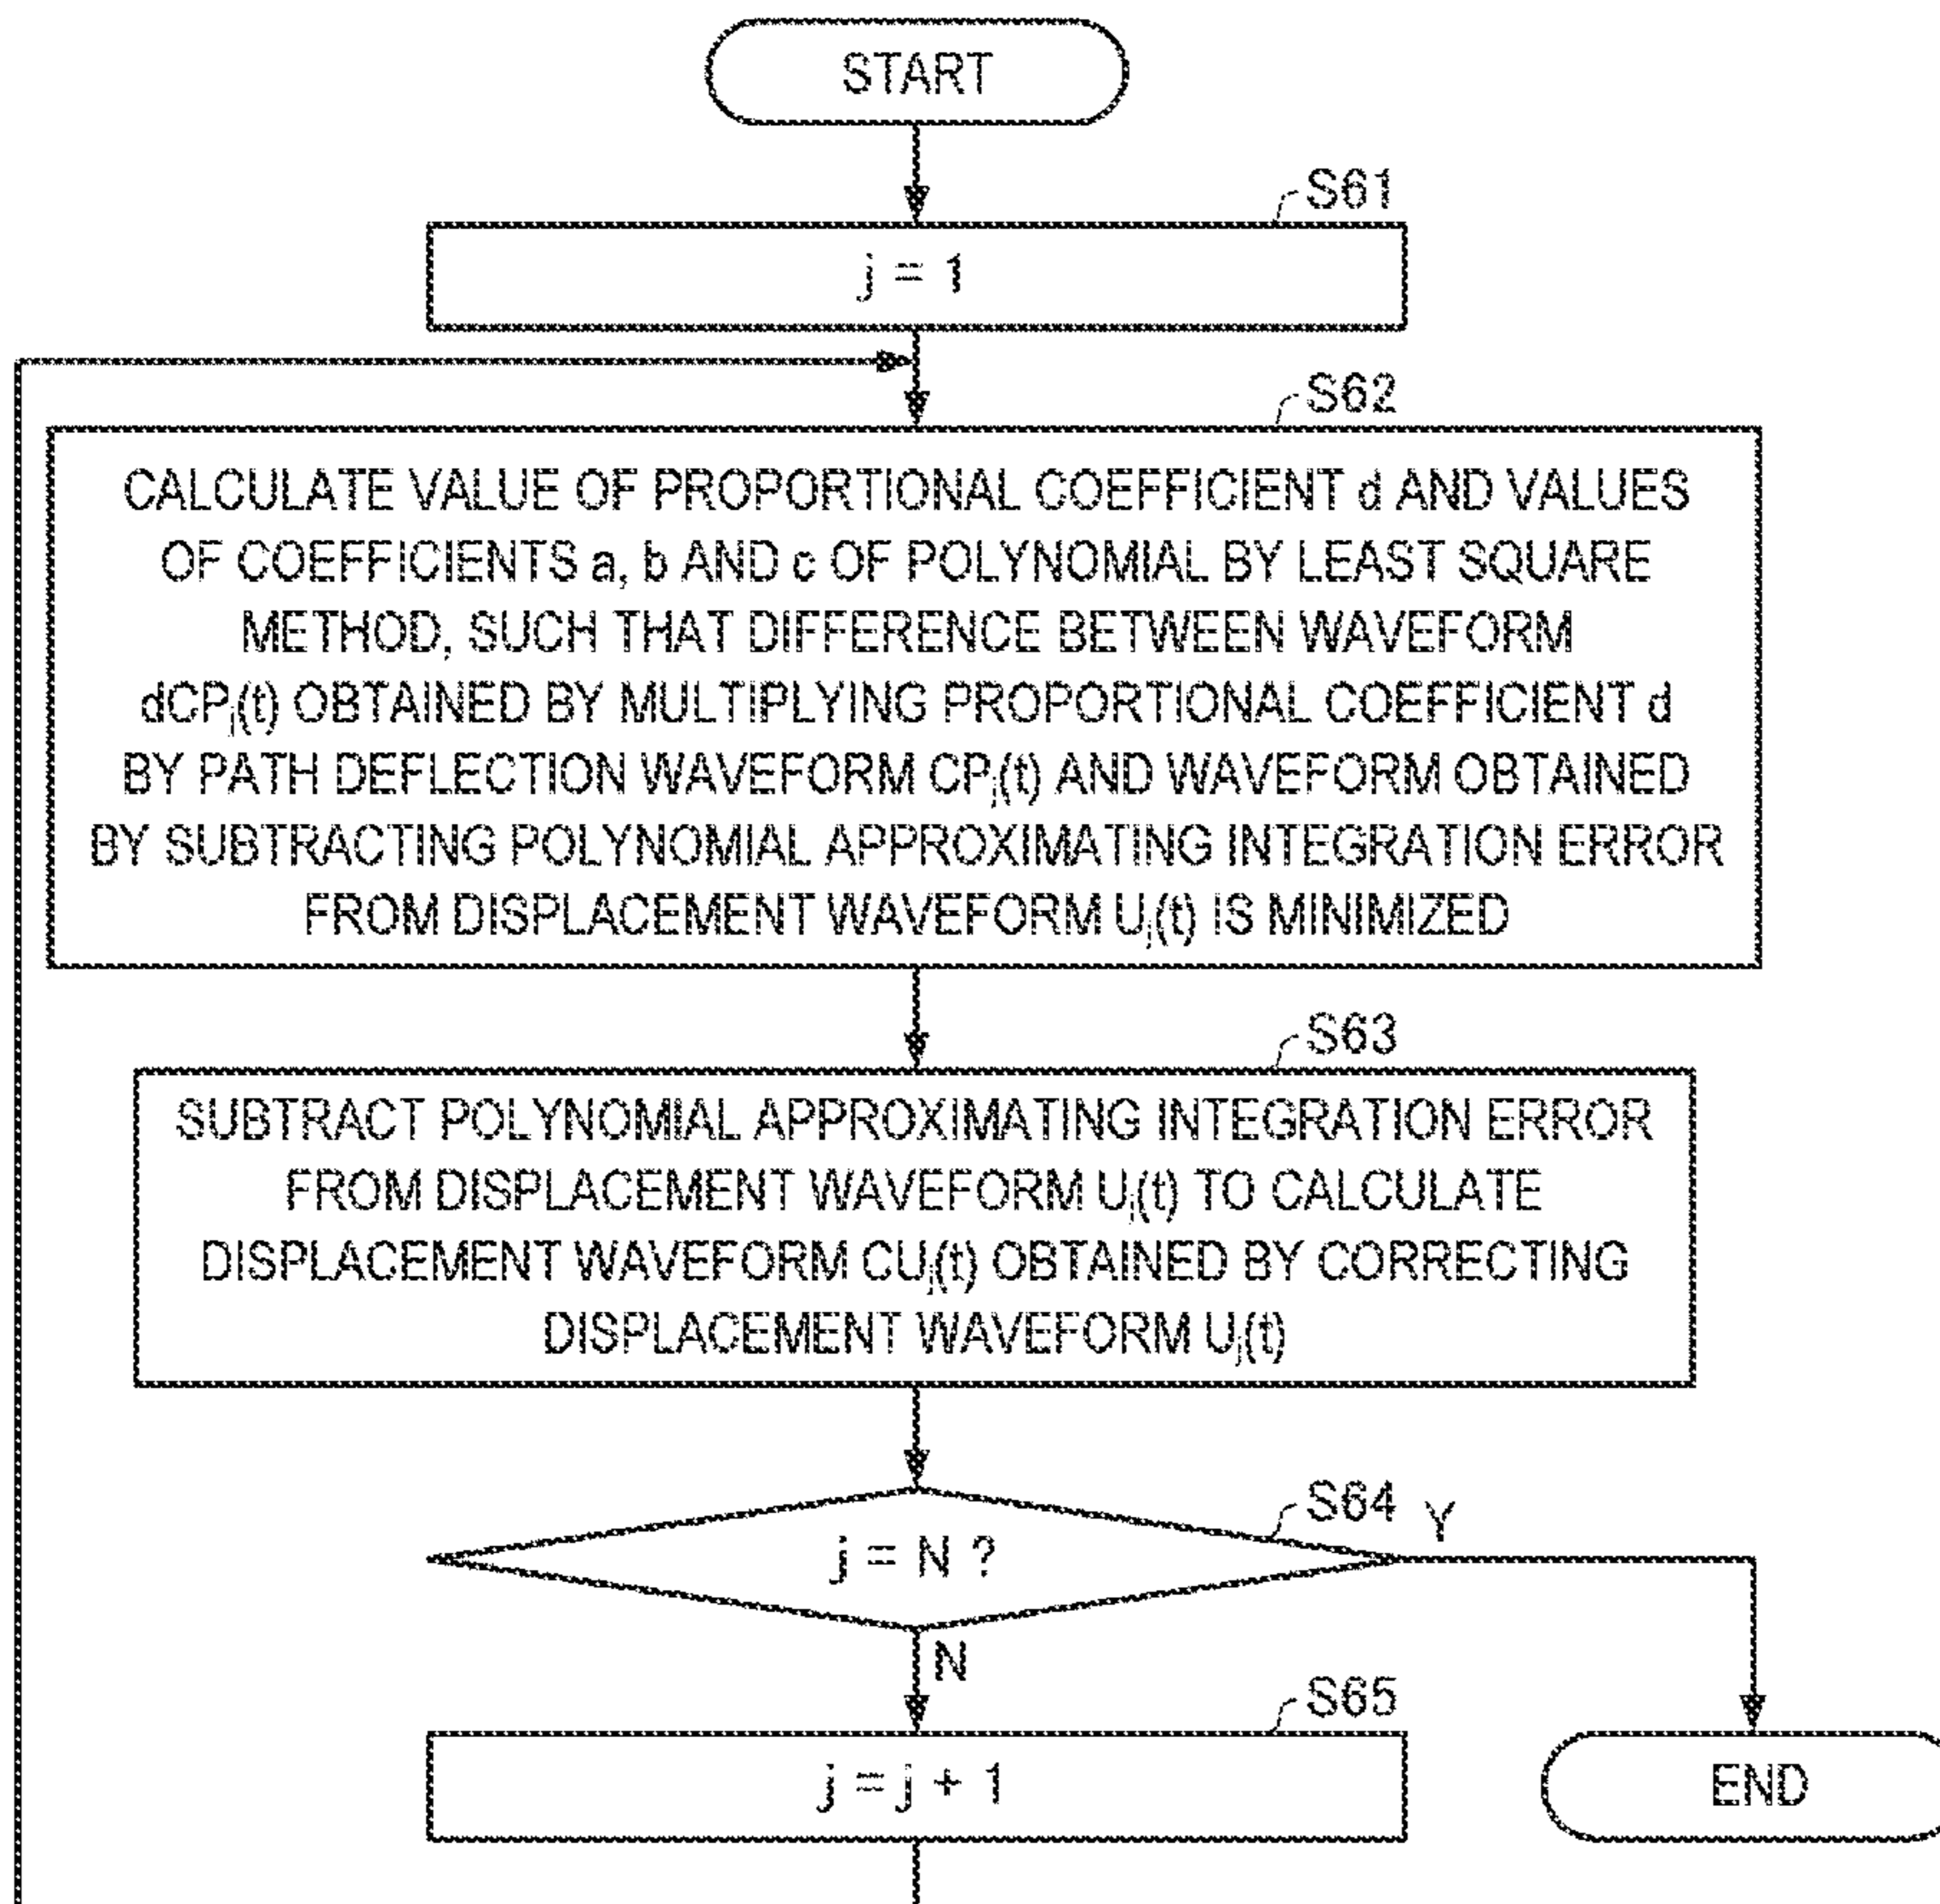 START
S61
j = 1
S62
CALCULATE VALUE OF PROPORTIONAL COEFFICIENT d AND VALUES
OF COEFFICIENTS a, b AND c OF POLYNOMIAL BY LEAST SQUARE
METHOD, SUCH THAT DIFFERENCE BETWEEN WAVEFORM
dCPj(t) OBTAINED BY MULTIPLYING PROPORTIONAL COEFFICIENT d
BY PATH DEFLECTION WAVEFORM CPj(t) AND WAVEFORM OBTAINED
BY SUBTRACTING POLYNOMIAL APPROXIMATING INTEGRATION ERROR
FROM DISPLACEMENT WAVEFORM Uj(t) IS MINIMIZED
S63
SUBTRACT POLYNOMIAL APPROXIMATING INTEGRATION ERROR
FROM DISPLACEMENT WAVEFORM Uj(t) TO CALCULATE
DISPLACEMENT WAVEFORM CUj(t) OBTAINED BY CORRECTING
DISPLACEMENT WAVEFORM Uj(t)
S64 Y
j = N ?
N
S65
j = j + 1
END